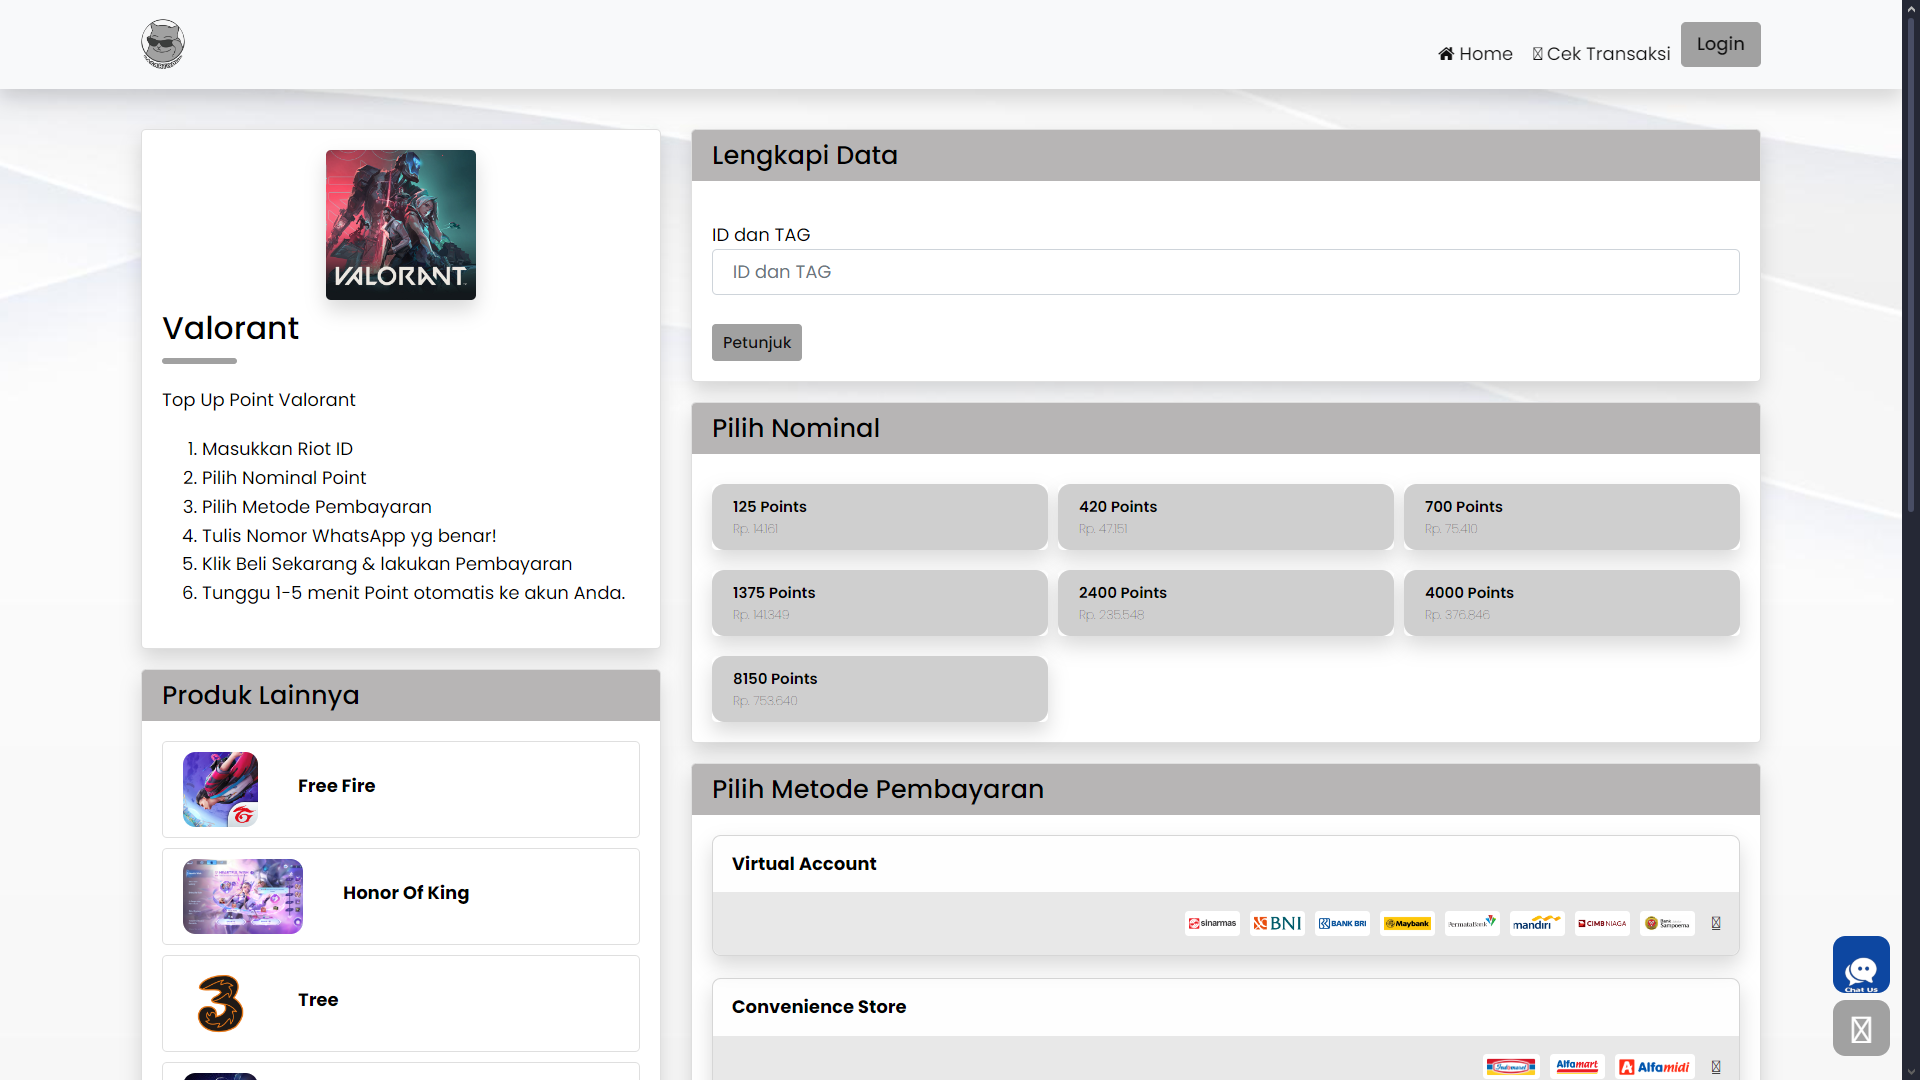 Home
Cek Transaksi
Login
VALORANT
Valorant
Top Up Point Valorant
1. Masukkan Riot ID
2. Pilih Nominal Point
3. Pilih Metode Pembayaran
4. Tulis Nomor WhatsApp yg benar!
5. Klik Beli Sekarang & lakukan Pembayaran
6. Tunggu 1-5 menit Point otomatis ke akun Anda.
Produk Lainnya
Free Fire
Honor Of King
3
Tree
Lengkapi Data
ID dan TAG
ID dan TAG
Petunjuk
Pilih Nominal
125 Points
Rp. 14.161
420 Points
Rp. 47.151
700 Points
Rp. 75.410
1375 Points
Rp. 141.349
2400 Points
Rp. 235.548
4000 Points
Rp. 376.846
8150 Points
Rp. 753.640
Pilih Metode Pembayaran
Virtual Account
sinarmas
BNI
BANK BRI
Maybank
PermataBank
mandiri
CIMB NIAGA
Bank Sampoerna
Convenience Store
Indomaret
Alfamart
Alfamidi
Chat Us